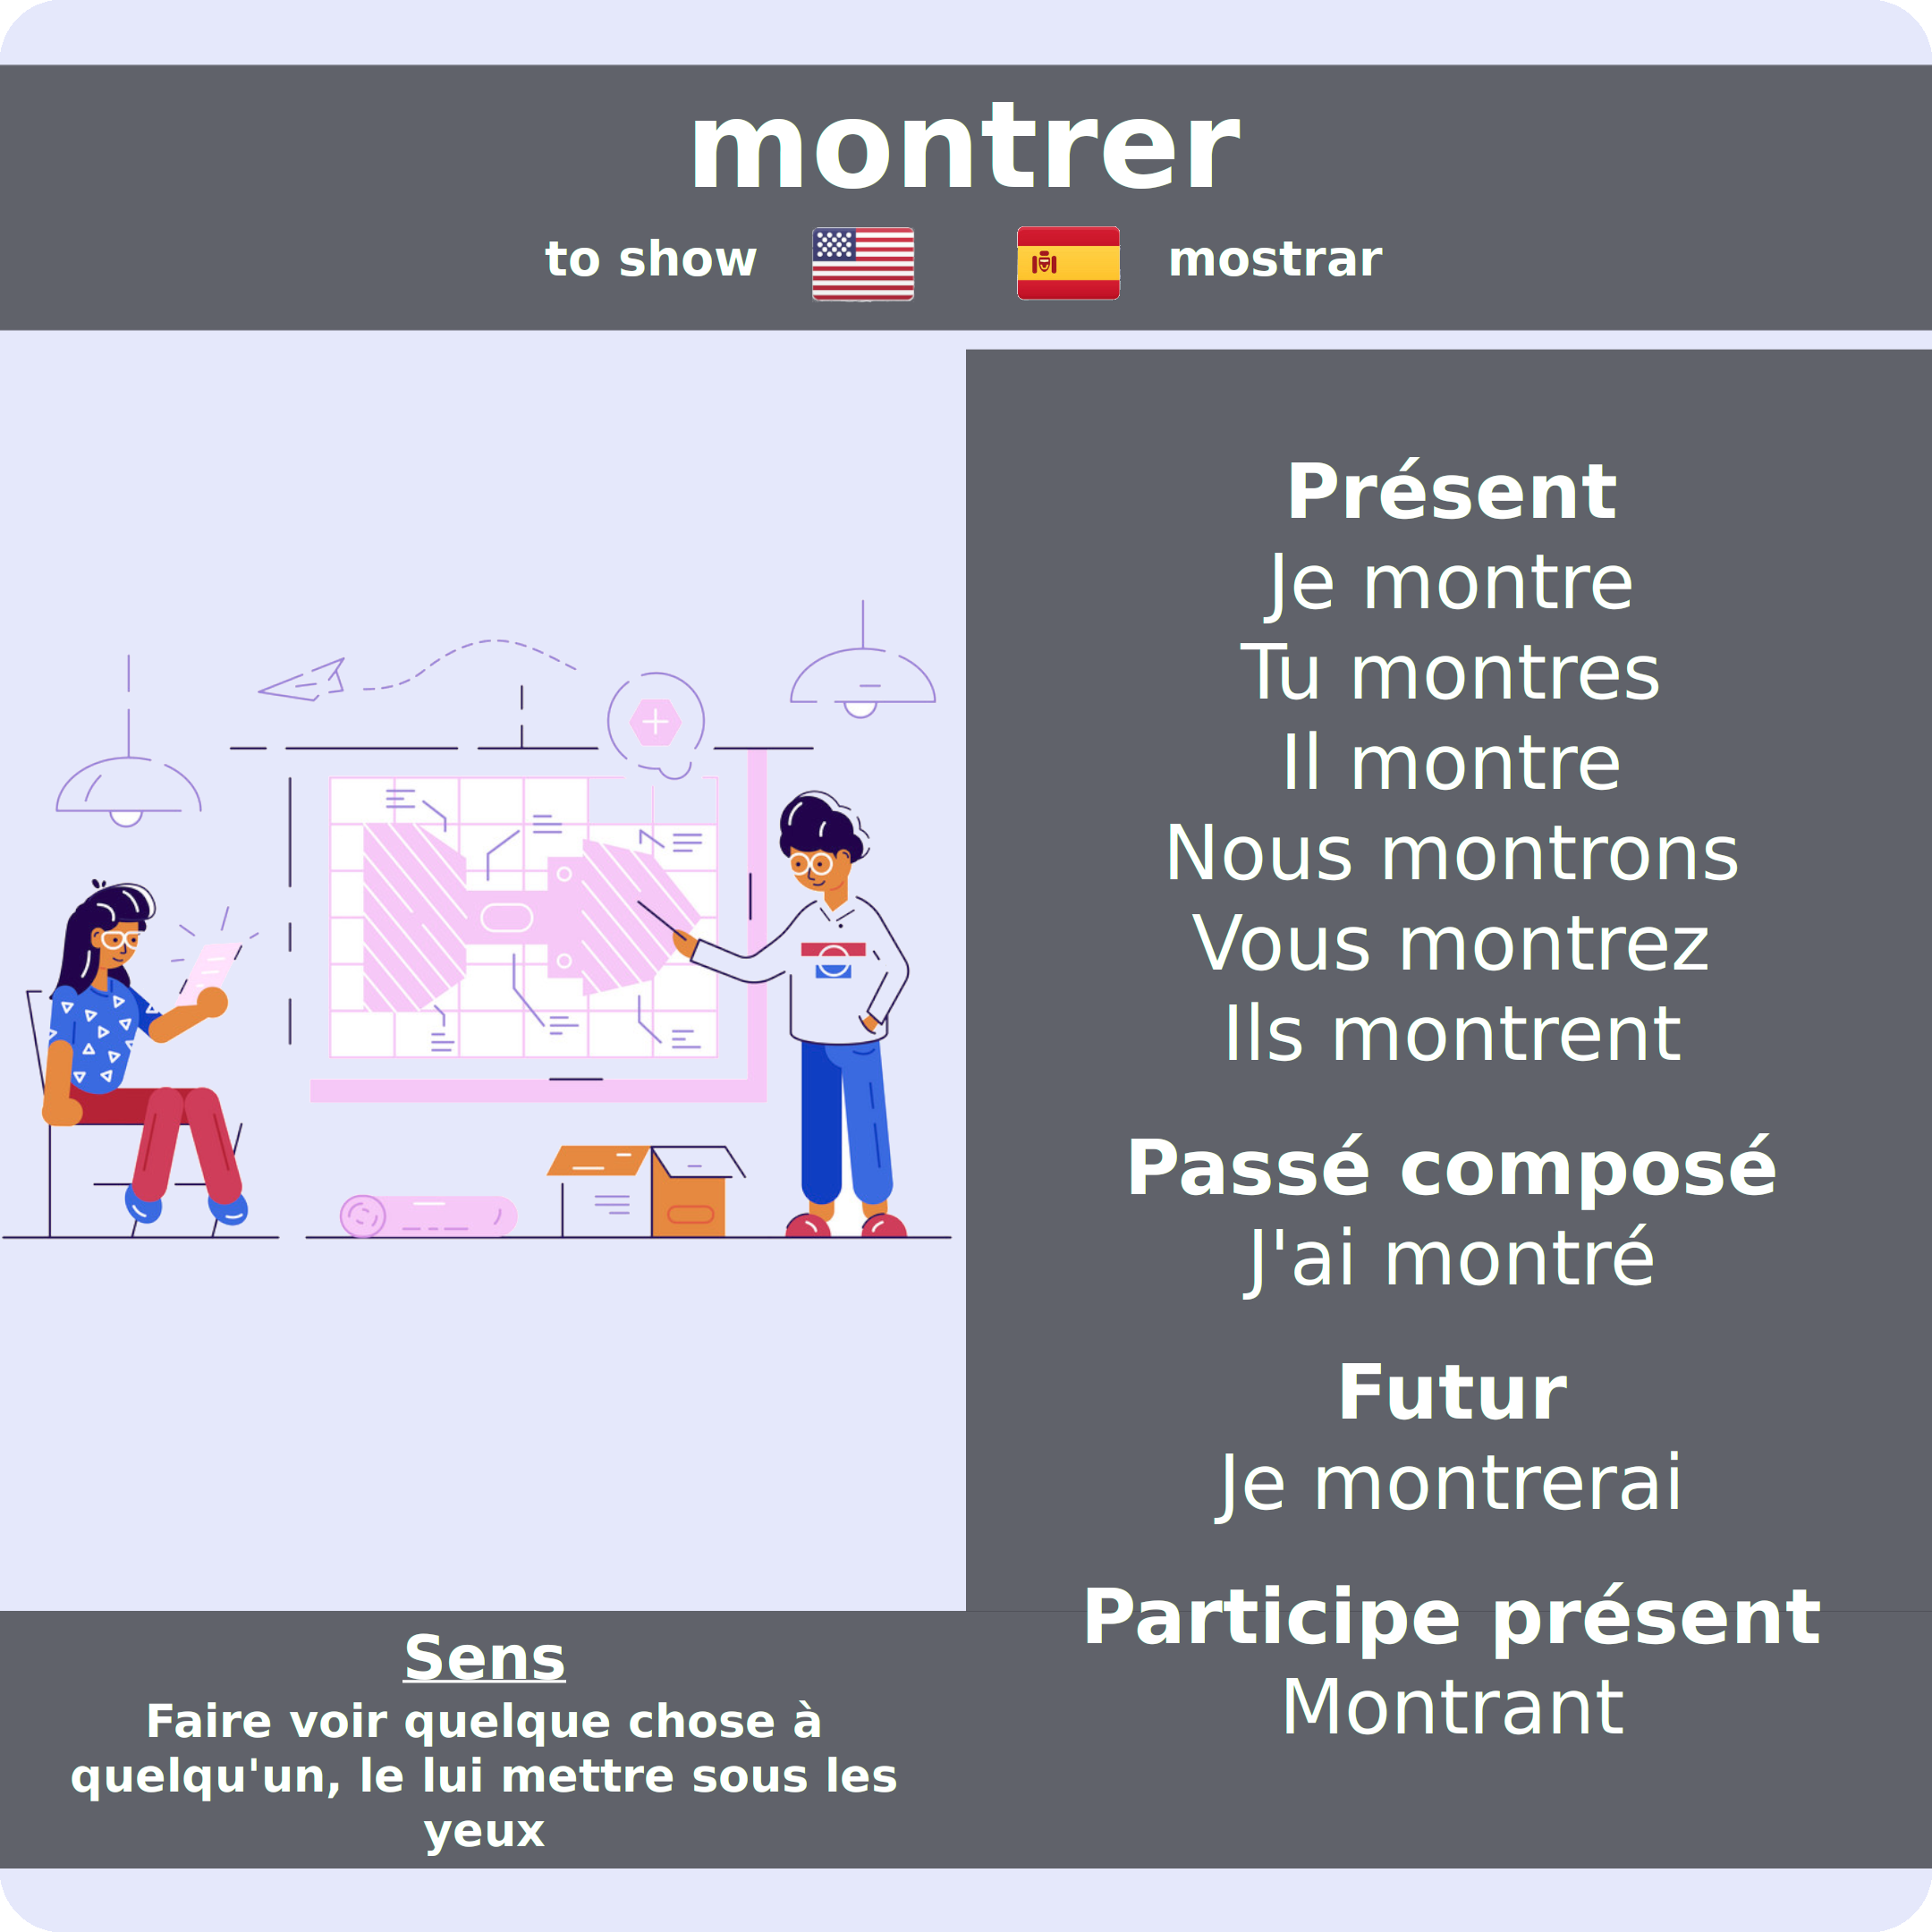 montrer
to show
mostrar
Présent
Je montre
Tu montres
Il montre
Nous montrons
Vous montrez
Ils montrent
Passé composé
J'ai montré
Futur
Je montrerai
Participe présent
Montrant
Sens
Faire voir quelque chose à
quelqu'un, le lui mettre sous les
yeux